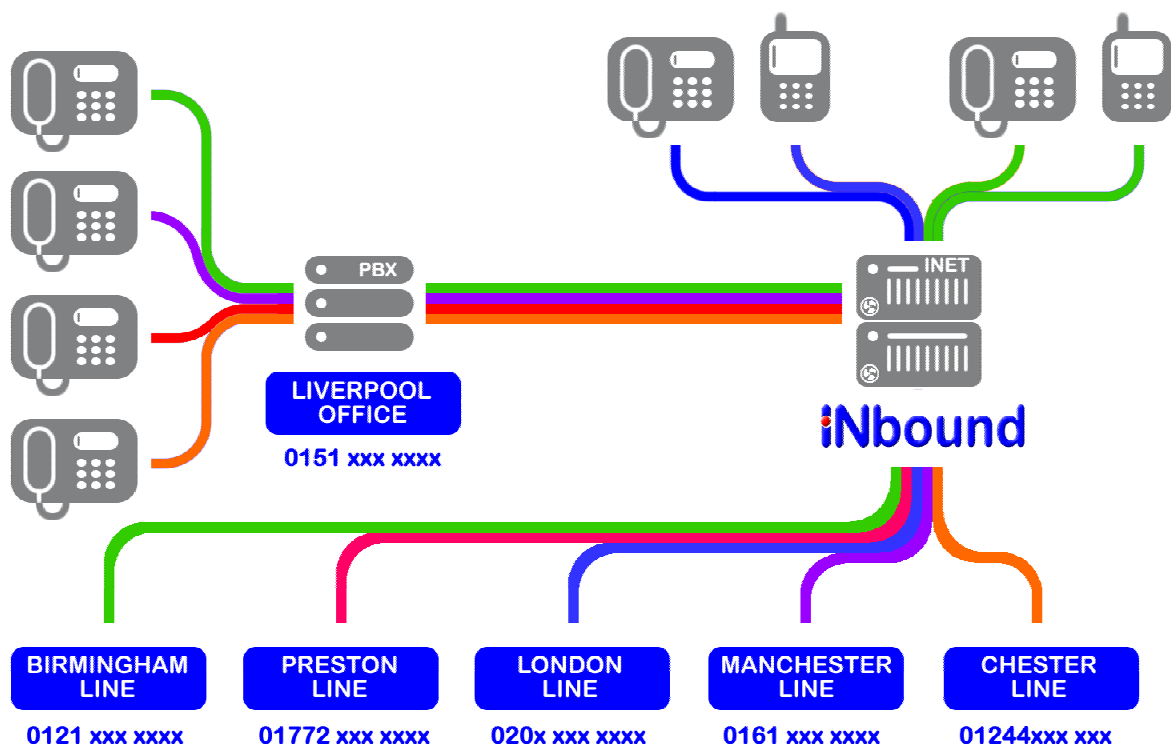 PBX
INET
LIVERPOOL
OFFICE
0151 xxx xxxx
iNbound
BIRMINGHAM
LINE
0121 xxx xxxx
PRESTON
LINE
01772 xxx xxxx
LONDON
LINE
020x xxx xxxx
MANCHESTER
LINE
0161 xxx xxxx
CHESTER
LINE
01244xxx xxx